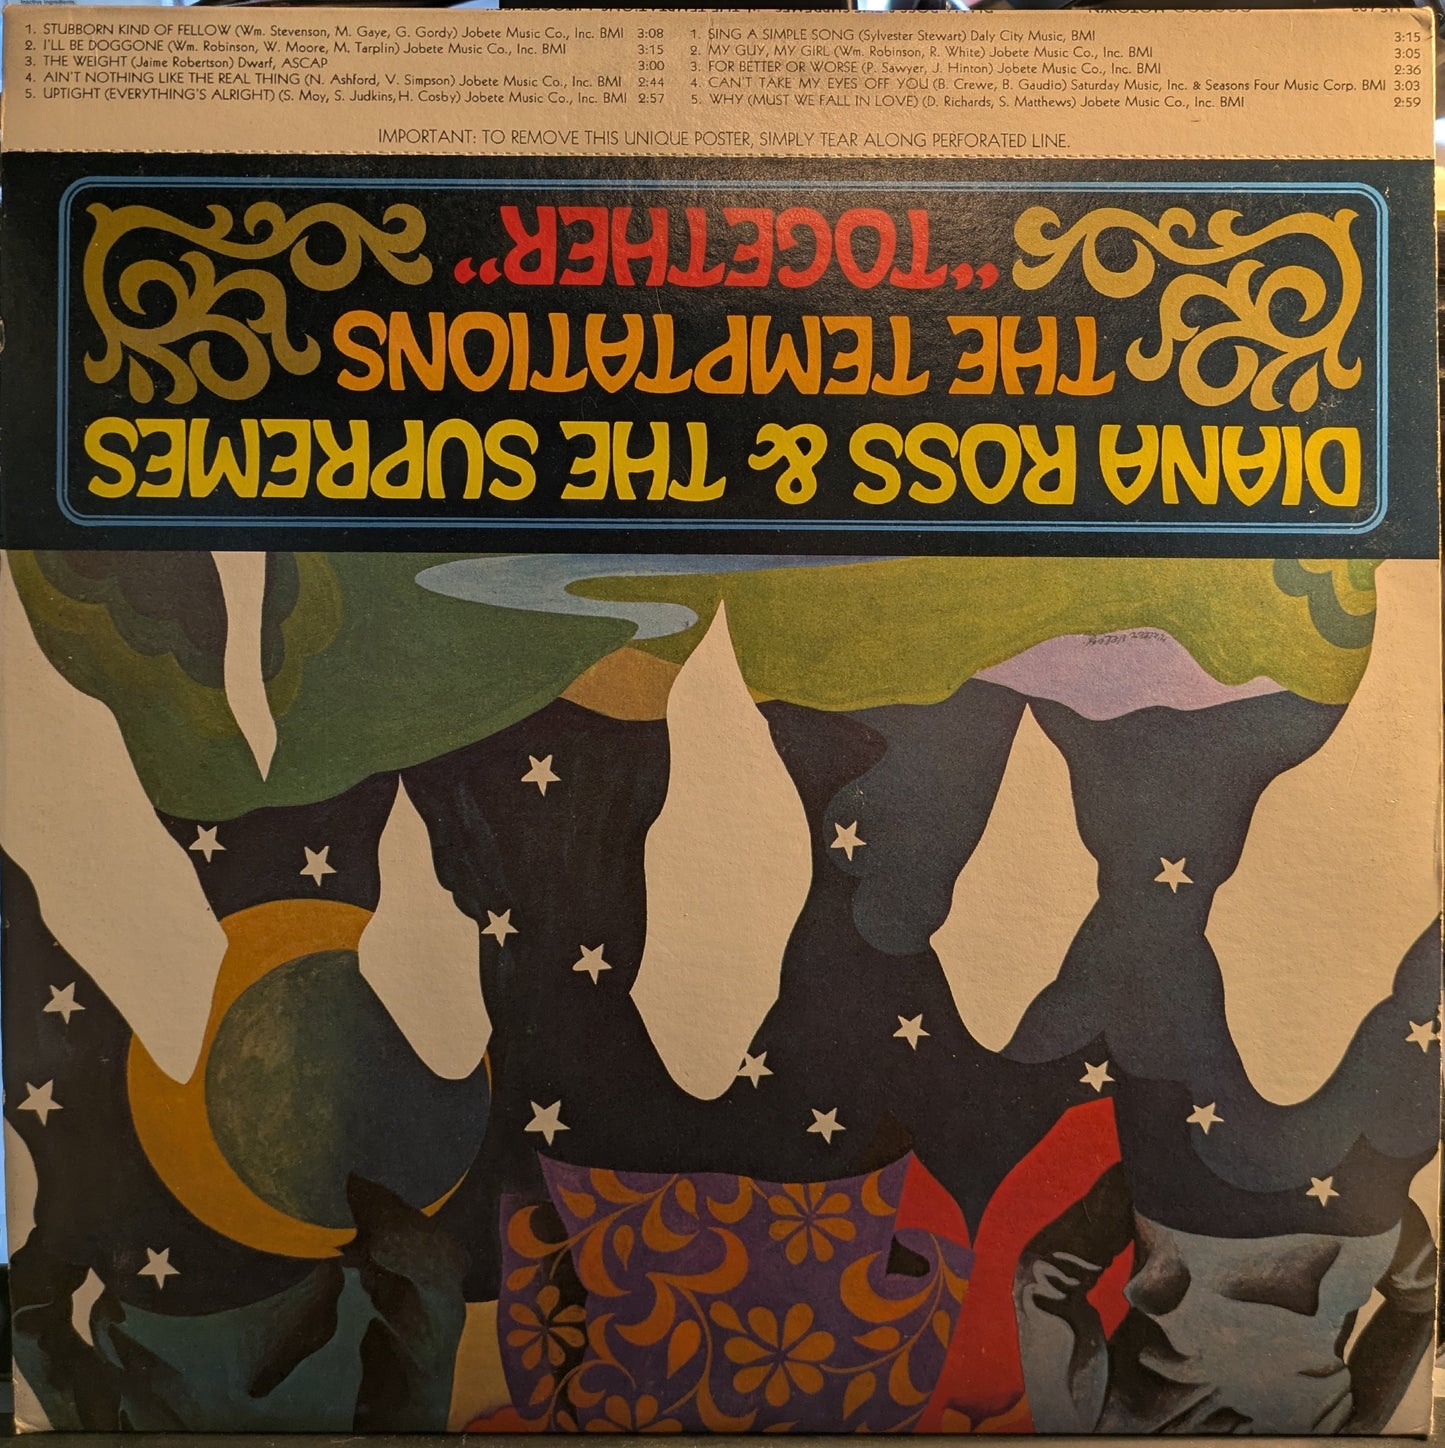 1. STUBBORN KIND OF FELLOW (Wm. Stevenson, M. Gaye, G. Gordy) Jobete Music Co., Inc. BMI 3:08
2. I'LL BE DOGGONE (Wm. Robinson, W. Moore, M. Tarplin) Jobete Music Co., Inc. BMI 3:15
3. THE WEIGHT (Jaime Robertson) Dwarf, ASCAP 3:00
4. AIN'T NOTHING LIKE THE REAL THING (N. Ashford, V. Simpson) Jobete Music Co., Inc. BMI 2:44
5. UPTIGHT (EVERYTHING'S ALRIGHT) (S. Moy, S. Judkins, H. Cosby) Jobete Music Co., Inc. BMI 2:57
1. SING A SIMPLE SONG (Sylvester Stewart) Daly City Music, BMI 3:15
2. MY GUY, MY GIRL (Wm. Robinson, R. White) Jobete Music Co., Inc. BMI 3:05
3. FOR BETTER OR WORSE (P. Sawyer, J. Hinton) Jobete Music Co., Inc. BMI 2:36
4. CAN'T TAKE MY EYES OFF YOU (B. Crewe, B. Gaudio) Saturday Music, Inc. & Seasons Four Music Corp. BMI 3:03
5. WHY (MUST WE FALL IN LOVE) (D. Richards, S. Matthews) Jobete Music Co., Inc. BMI 2:59
IMPORTANT: TO REMOVE THIS UNIQUE POSTER, SIMPLY TEAR ALONG PERFORATED LINE.
DIANA ROSS & THE SUPREMES
THE TEMPTATIONS
"TOGETHER"